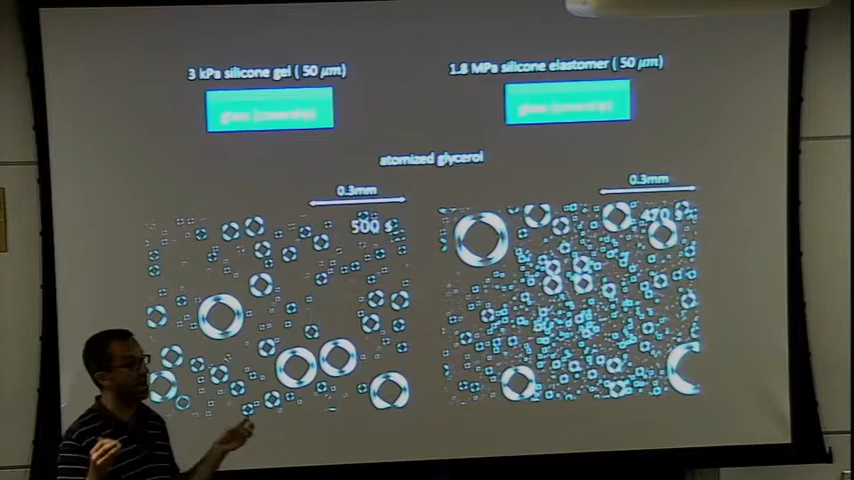 3 kPa silicone gel ( 50 µm)
1.8 MPa silicone elastomer ( 50 µm)
glass (coverslip)
glass (coverslip)
atomized glycerol
0.3mm
0.3mm
500 s
470 s